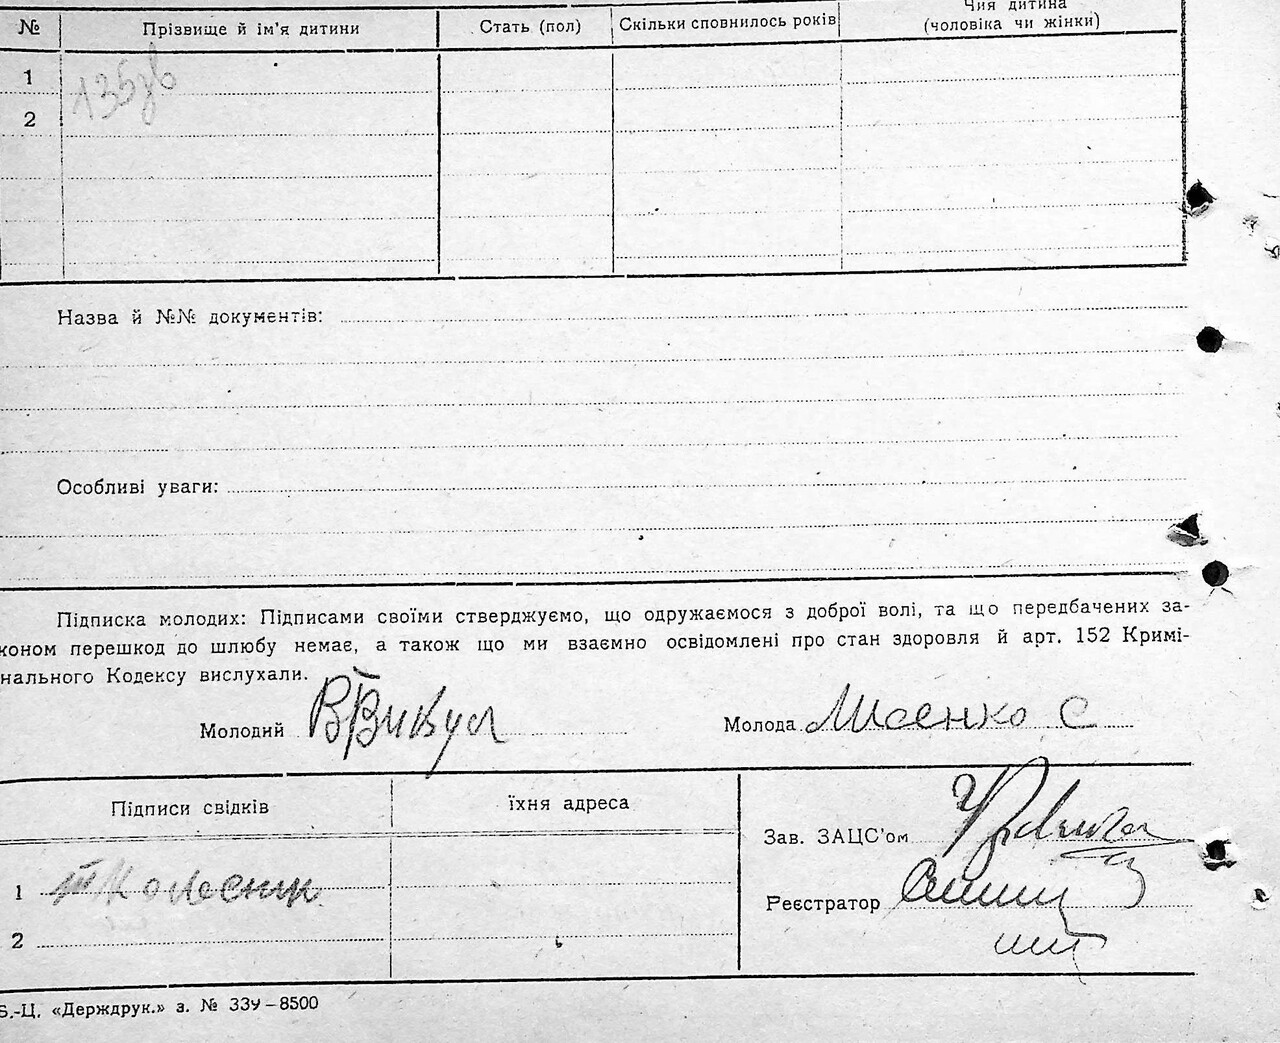 № Прізвище й ім'я дитини Стать (пол) Скільки сповнилось років Чия дитина
(чоловіка чи жінки)
1
135зв
2
Назва й №№ документів:
Особливі уваги:
Підписка молодих: Підписами своїми стверджуємо, що одружаємося з доброї волі, та що передбачених за-
коном перешкод до шлюбу немає, а також що ми взаємно освідомлені про стан здоровля й арт. 152 Кримі-
нального Кодексу вислухали.
Молодий Молода
Підписи свідків їхня адреса
Зав. ЗАЦС'ом
1 Колесник
Реєстратор
2
Б.-Ц. «Держдрук.» з. № 339–8500